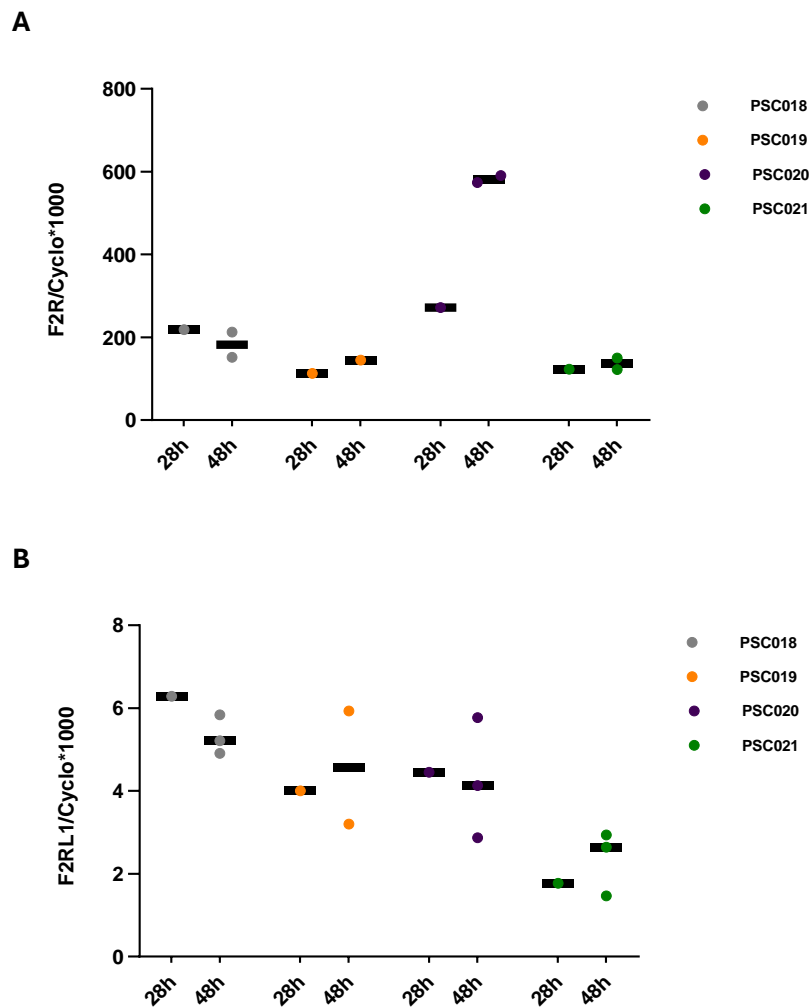 A
800
600
400
200
0
F2R/Cyclo*1000
28h 48h 28h 48h 28h 48h 28h 48h
PSC018
PSC019
PSC020
PSC021
B
8
6
4
2
0
F2RL1/Cyclo*1000
28h 48h 28h 48h 28h 48h 28h 48h
PSC018
PSC019
PSC020
PSC021